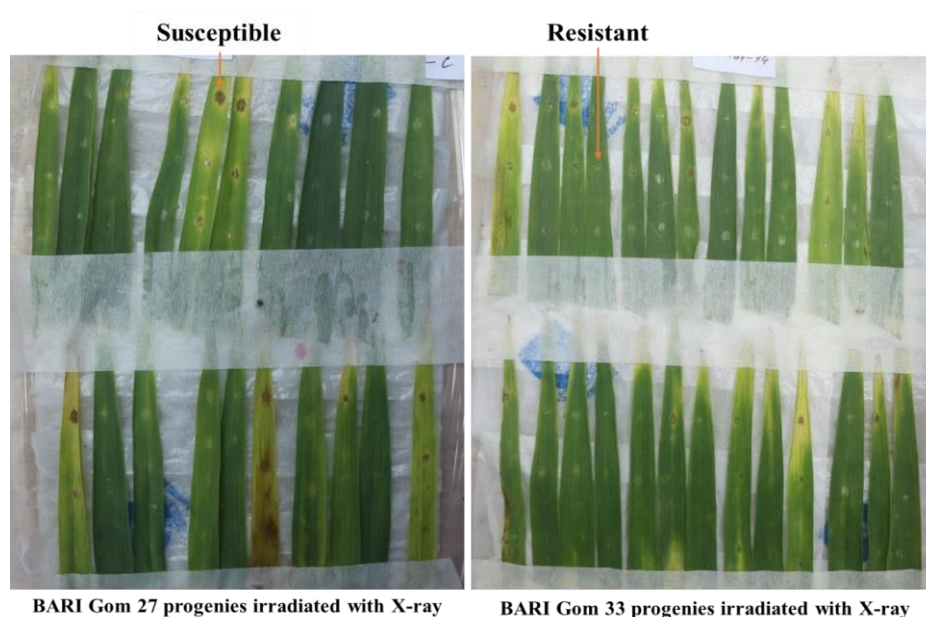 Susceptible
Resistant
- C
BARI Gom 27 progenies irradiated with X-ray
BARI Gom 33 progenies irradiated with X-ray